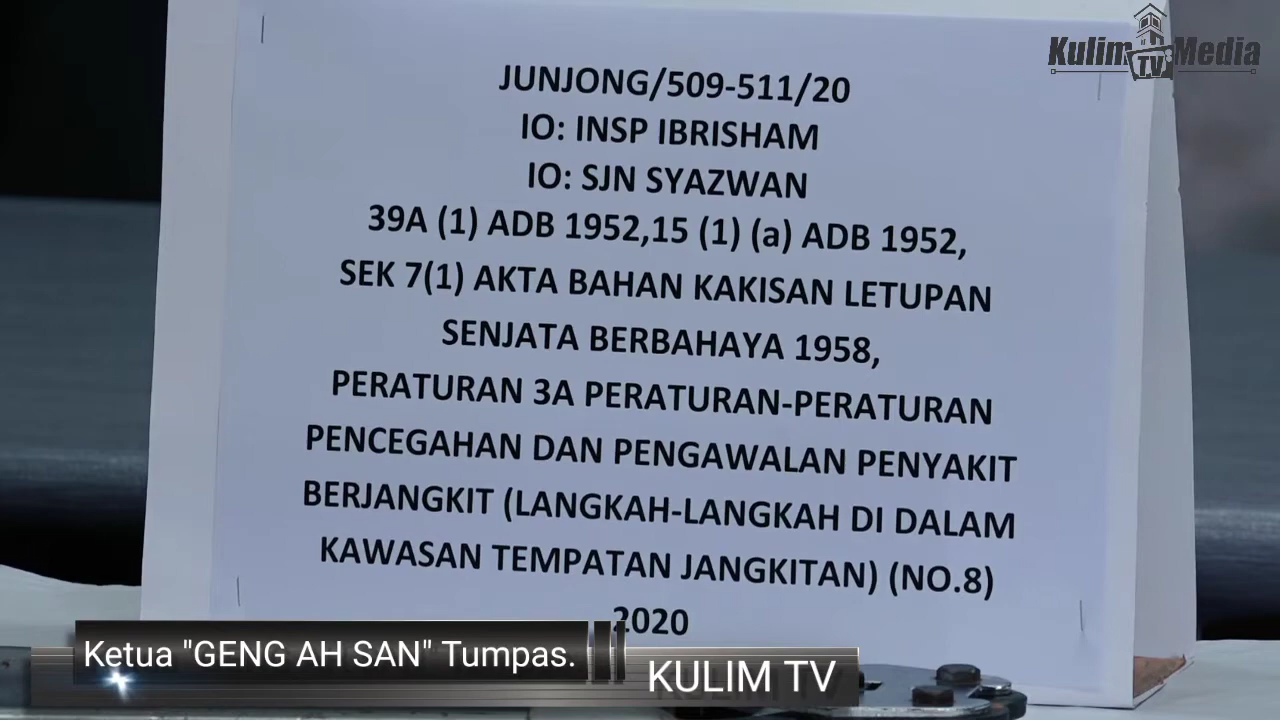 Kulim TV Media
JUNJONG/509-511/20
IO: INSP IBRISHAM
IO: SJN SYAZWAN
39A (1) ADB 1952,15 (1) (a) ADB 1952,
SEK 7(1) AKTA BAHAN KAKISAN LETUPAN
SENJATA BERBAHAYA 1958,
PERATURAN 3A PERATURAN-PERATURAN
PENCEGAHAN DAN PENGAWALAN PENYAKIT
BERJANGKIT (LANGKAH-LANGKAH DI DALAM
KAWASAN TEMPATAN JANGKITAN) (NO.8)
2020
Ketua "GENG AH SAN" Tumpas.
KULIM TV